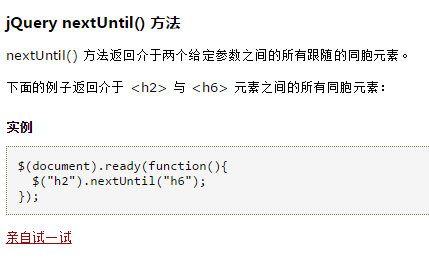 jQuery nextUntil() 方法
nextUntil() 方法返回介于两个给定参数之间的所有跟随的同胞元素。
下面的例子返回介于 <h2> 与 <h6> 元素之间的所有同胞元素：
实例
$(document).ready(function(){
  $("h2").nextUntil("h6");
});
亲自试一试